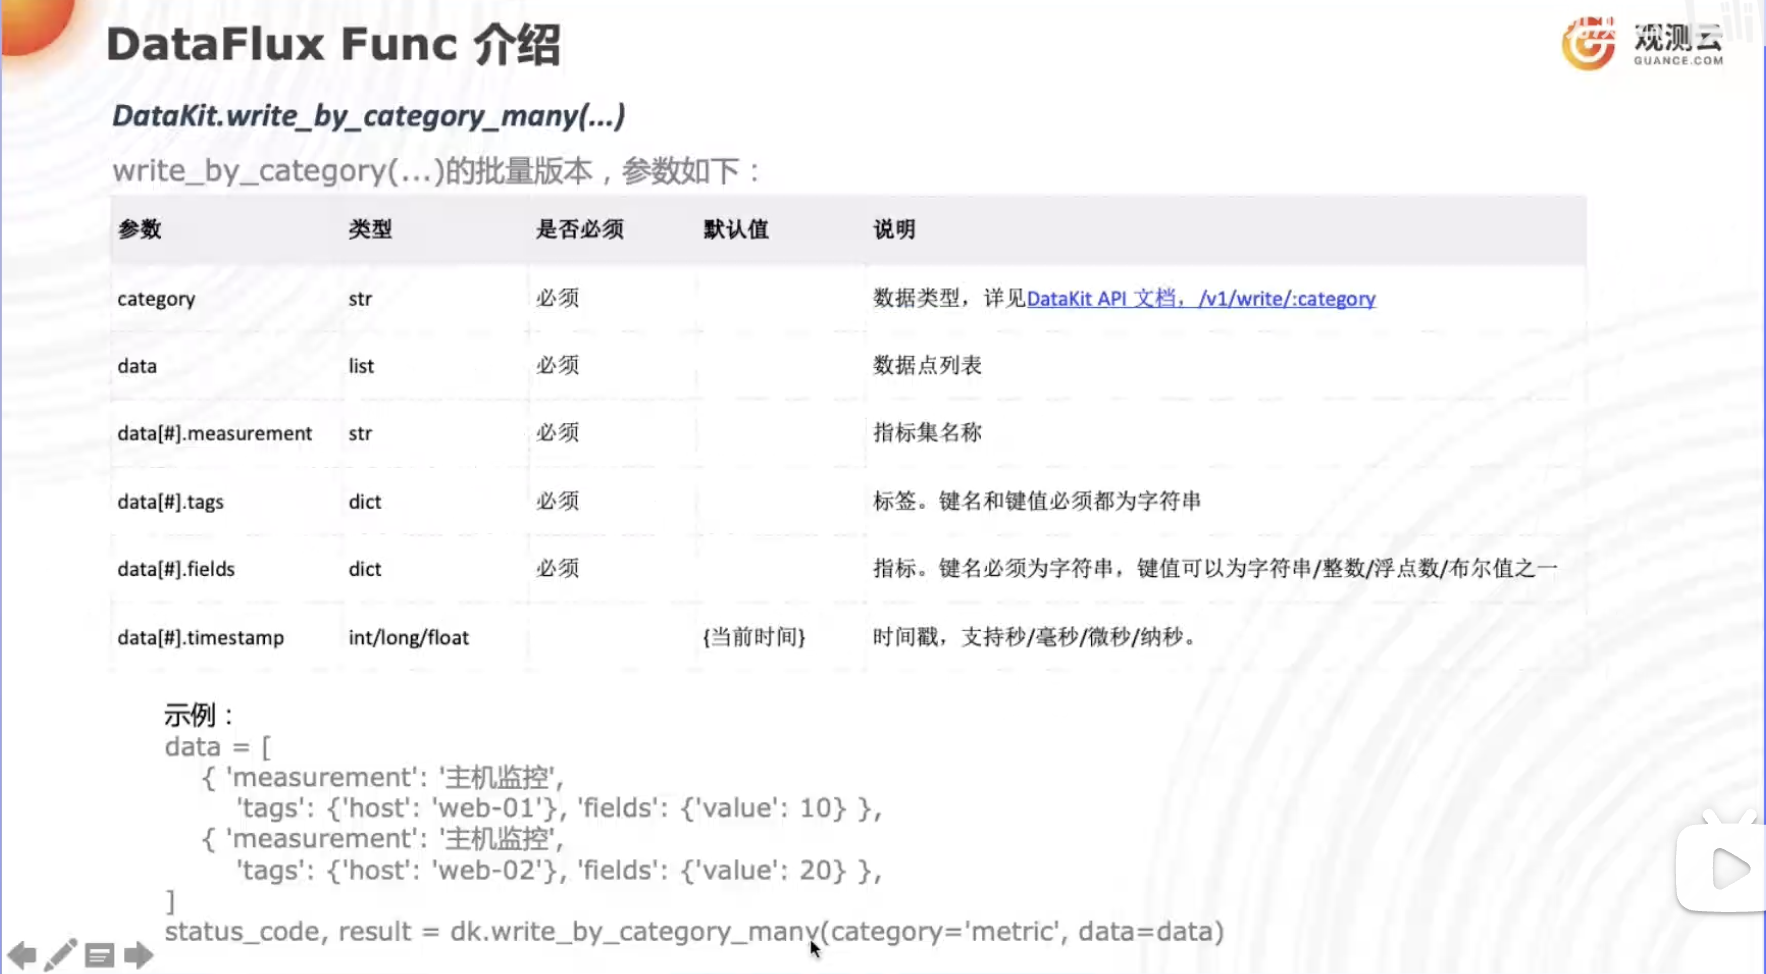 DataFlux Func 介绍
观测云
GUANCE.COM
DataKit.write_by_category_many(...)
write_by_category(...)的批量版本，参数如下：
参数 类型 是否必须 默认值 说明
category str 必须 数据类型，详见DataKit API 文档，/v1/write/:category
data list 必须 数据点列表
data[#].measurement str 必须 指标集名称
data[#].tags dict 必须 标签。键名和键值必须都为字符串
data[#].fields dict 必须 指标。键名必须为字符串，键值可以为字符串/整数/浮点数/布尔值之一
data[#].timestamp int/long/float {当前时间} 时间戳，支持秒/毫秒/微秒/纳秒。
示例：
data = [
{ 'measurement': '主机监控',
'tags': {'host': 'web-01'}, 'fields': {'value': 10} },
{ 'measurement': '主机监控',
'tags': {'host': 'web-02'}, 'fields': {'value': 20} },
]
status_code, result = dk.write_by_category_many(category='metric', data=data)